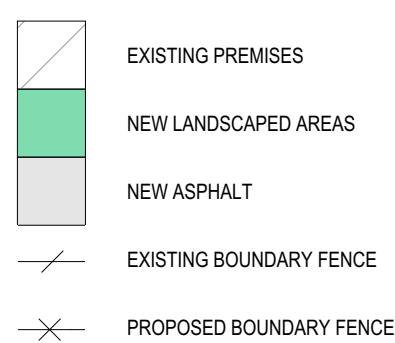 EXISTING PREMISES
NEW LANDSCAPED AREAS
NEW ASPHALT
EXISTING BOUNDARY FENCE
PROPOSED BOUNDARY FENCE